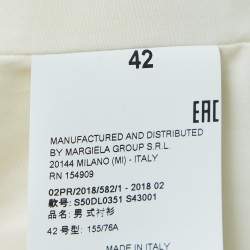 42
EAC
MANUFACTURED AND DISTRIBUTED
BY MARGIELA GROUP S.R.L.
20144 MILANO (MI) - ITALY
RN 154909
02PR/2018/582/1 - 2018 02
款号: S50DL0351 S43001
品名: 男 式衬衫
42 号型: 155/76A
MADE IN ITALY